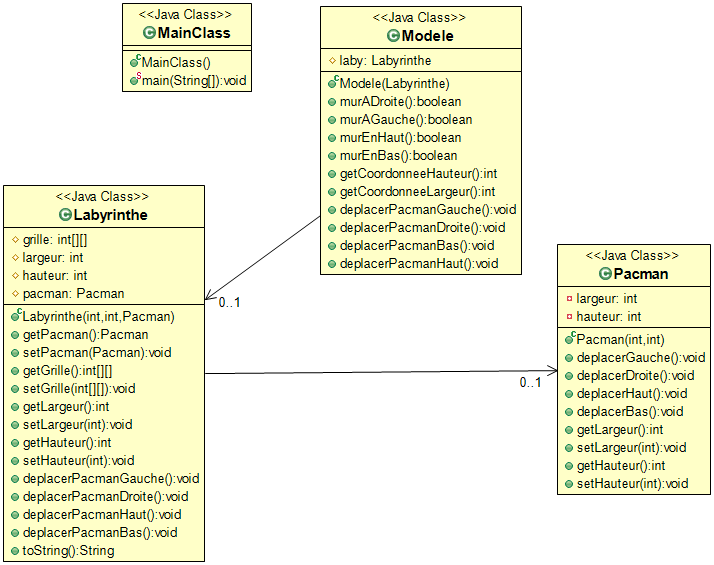 <<Java Class>>
MainClass
MainClass()
main(String[]):void
<<Java Class>>
Modele
laby: Labyrinthe
Modele(Labyrinthe)
murADroite():boolean
murAGauche():boolean
murEnHaut():boolean
murEnBas():boolean
getCoordonneeHauteur():int
getCoordonneeLargeur():int
deplacerPacmanGauche():void
deplacerPacmanDroite():void
deplacerPacmanBas():void
deplacerPacmanHaut():void
<<Java Class>>
Labyrinthe
grille: int[][]
largeur: int
hauteur: int
pacman: Pacman
Labyrinthe(int,int,Pacman)
getPacman():Pacman
setPacman(Pacman):void
getGrille():int[][]
setGrille(int[][]):void
getLargeur():int
setLargeur(int):void
getHauteur():int
setHauteur(int):void
deplacerPacmanGauche():void
deplacerPacmanDroite():void
deplacerPacmanHaut():void
deplacerPacmanBas():void
toString():String
0..1
0..1
<<Java Class>>
Pacman
largeur: int
hauteur: int
Pacman(int,int)
deplacerGauche():void
deplacerDroite():void
deplacerHaut():void
deplacerBas():void
getLargeur():int
setLargeur(int):void
getHauteur():int
setHauteur(int):void